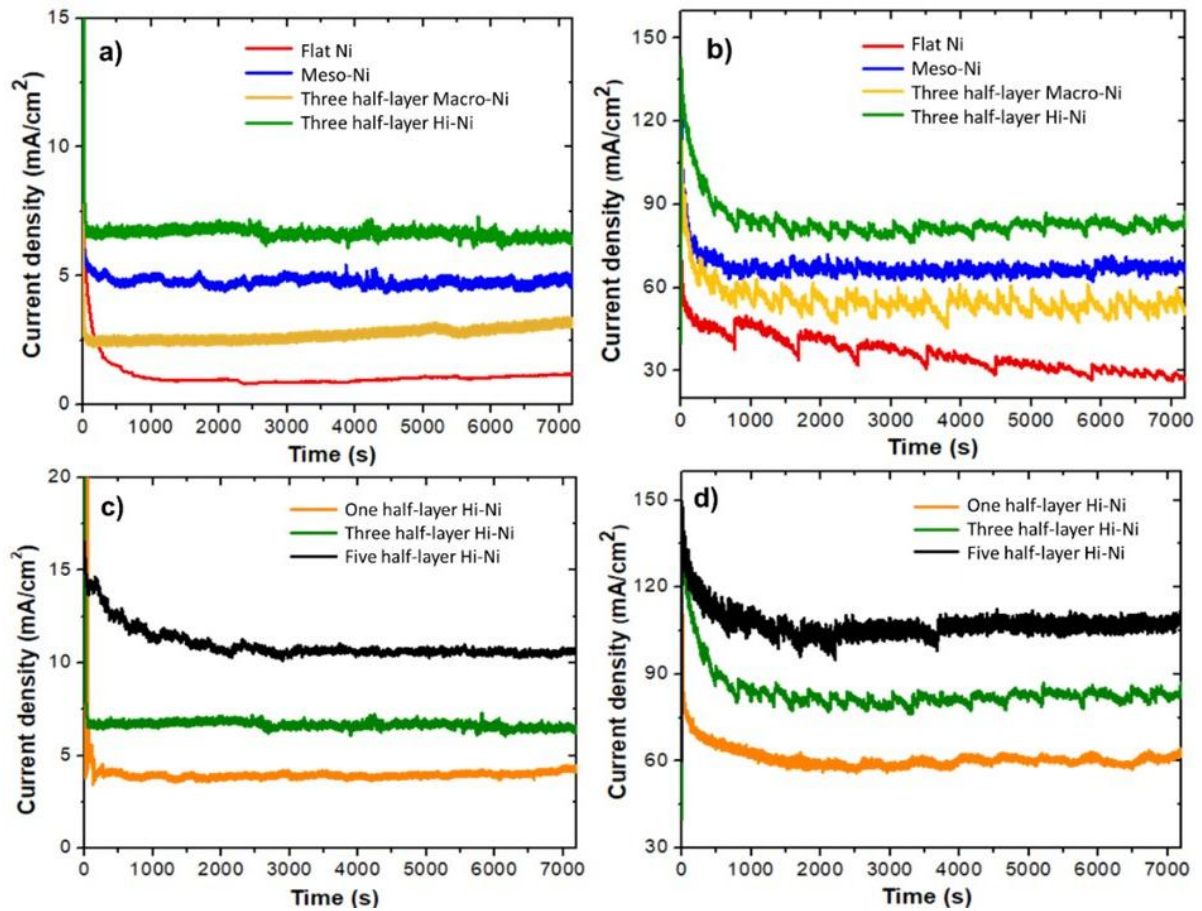 a)
Flat Ni
Meso-Ni
Three half-layer Macro-Ni
Three half-layer Hi-Ni
Current density (mA/cm²)
15
10
5
0
0 1000 2000 3000 4000 5000 6000 7000
Time (s)
b)
Flat Ni
Meso-Ni
Three half-layer Macro-Ni
Three half-layer Hi-Ni
Current density (mA/cm²)
150
120
90
60
30
0 1000 2000 3000 4000 5000 6000 7000
Time (s)
c)
One half-layer Hi-Ni
Three half-layer Hi-Ni
Five half-layer Hi-Ni
Current density (mA/cm²)
20
15
10
5
0
0 1000 2000 3000 4000 5000 6000 7000
Time (s)
d)
One half-layer Hi-Ni
Three half-layer Hi-Ni
Five half-layer Hi-Ni
Current density (mA/cm²)
150
120
90
60
30
0 1000 2000 3000 4000 5000 6000 7000
Time (s)